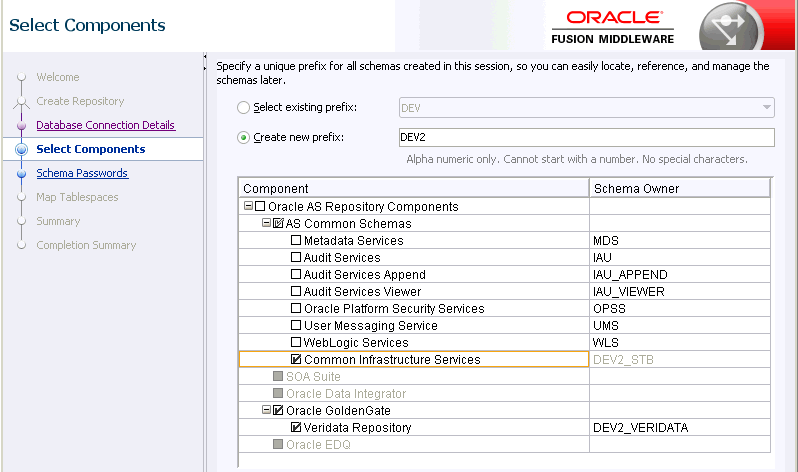 Select Components
ORACLE
FUSION MIDDLEWARE
Welcome
Create Repository
Database Connection Details
Select Components
Schema Passwords
Map Tablespaces
Summary
Completion Summary
Specify a unique prefix for all schemas created in this session, so you can easily locate, reference, and manage the
schemas later.
Select existing prefix: DEV
Create new prefix: DEV2
Alpha numeric only. Cannot start with a number. No special characters.
Component Schema Owner
Oracle AS Repository Components
AS Common Schemas
Metadata Services MDS
Audit Services IAU
Audit Services Append IAU_APPEND
Audit Services Viewer IAU_VIEWER
Oracle Platform Security Services OPSS
User Messaging Service UMS
WebLogic Services WLS
Common Infrastructure Services DEV2_STB
SOA Suite
Oracle Data Integrator
Oracle GoldenGate
Veridata Repository DEV2_VERIDATA
Oracle EDQ